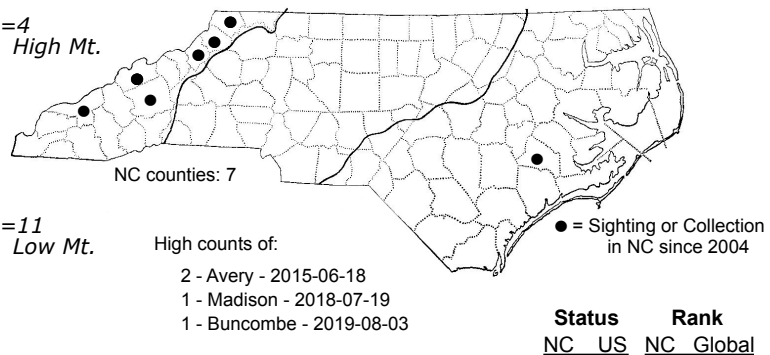 =4
High Mt.
NC counties: 7
=11
Low Mt.
High counts of:
2 - Avery - 2015-06-18
1 - Madison - 2018-07-19
1 - Buncombe - 2019-08-03
● = Sighting or Collection
in NC since 2004
Status Rank
NC US NC Global